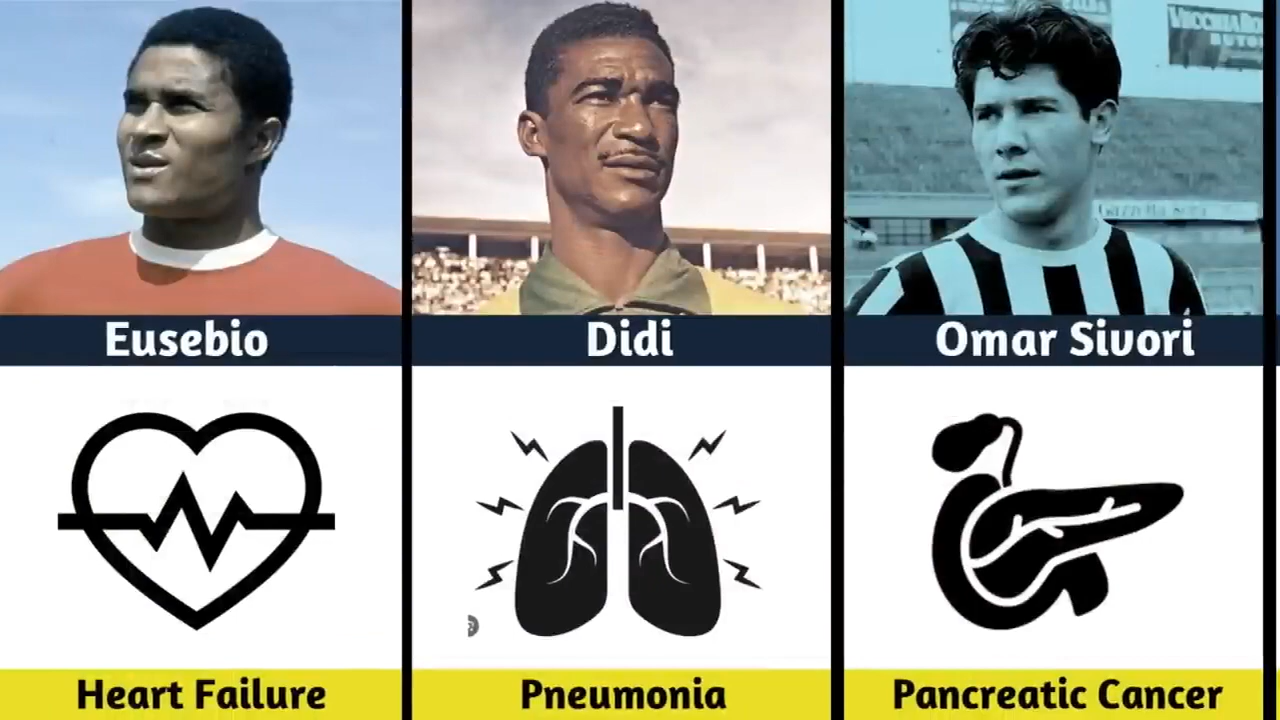 Eusebio
Didi
Omar Sivori
Heart Failure
Pneumonia
Pancreatic Cancer